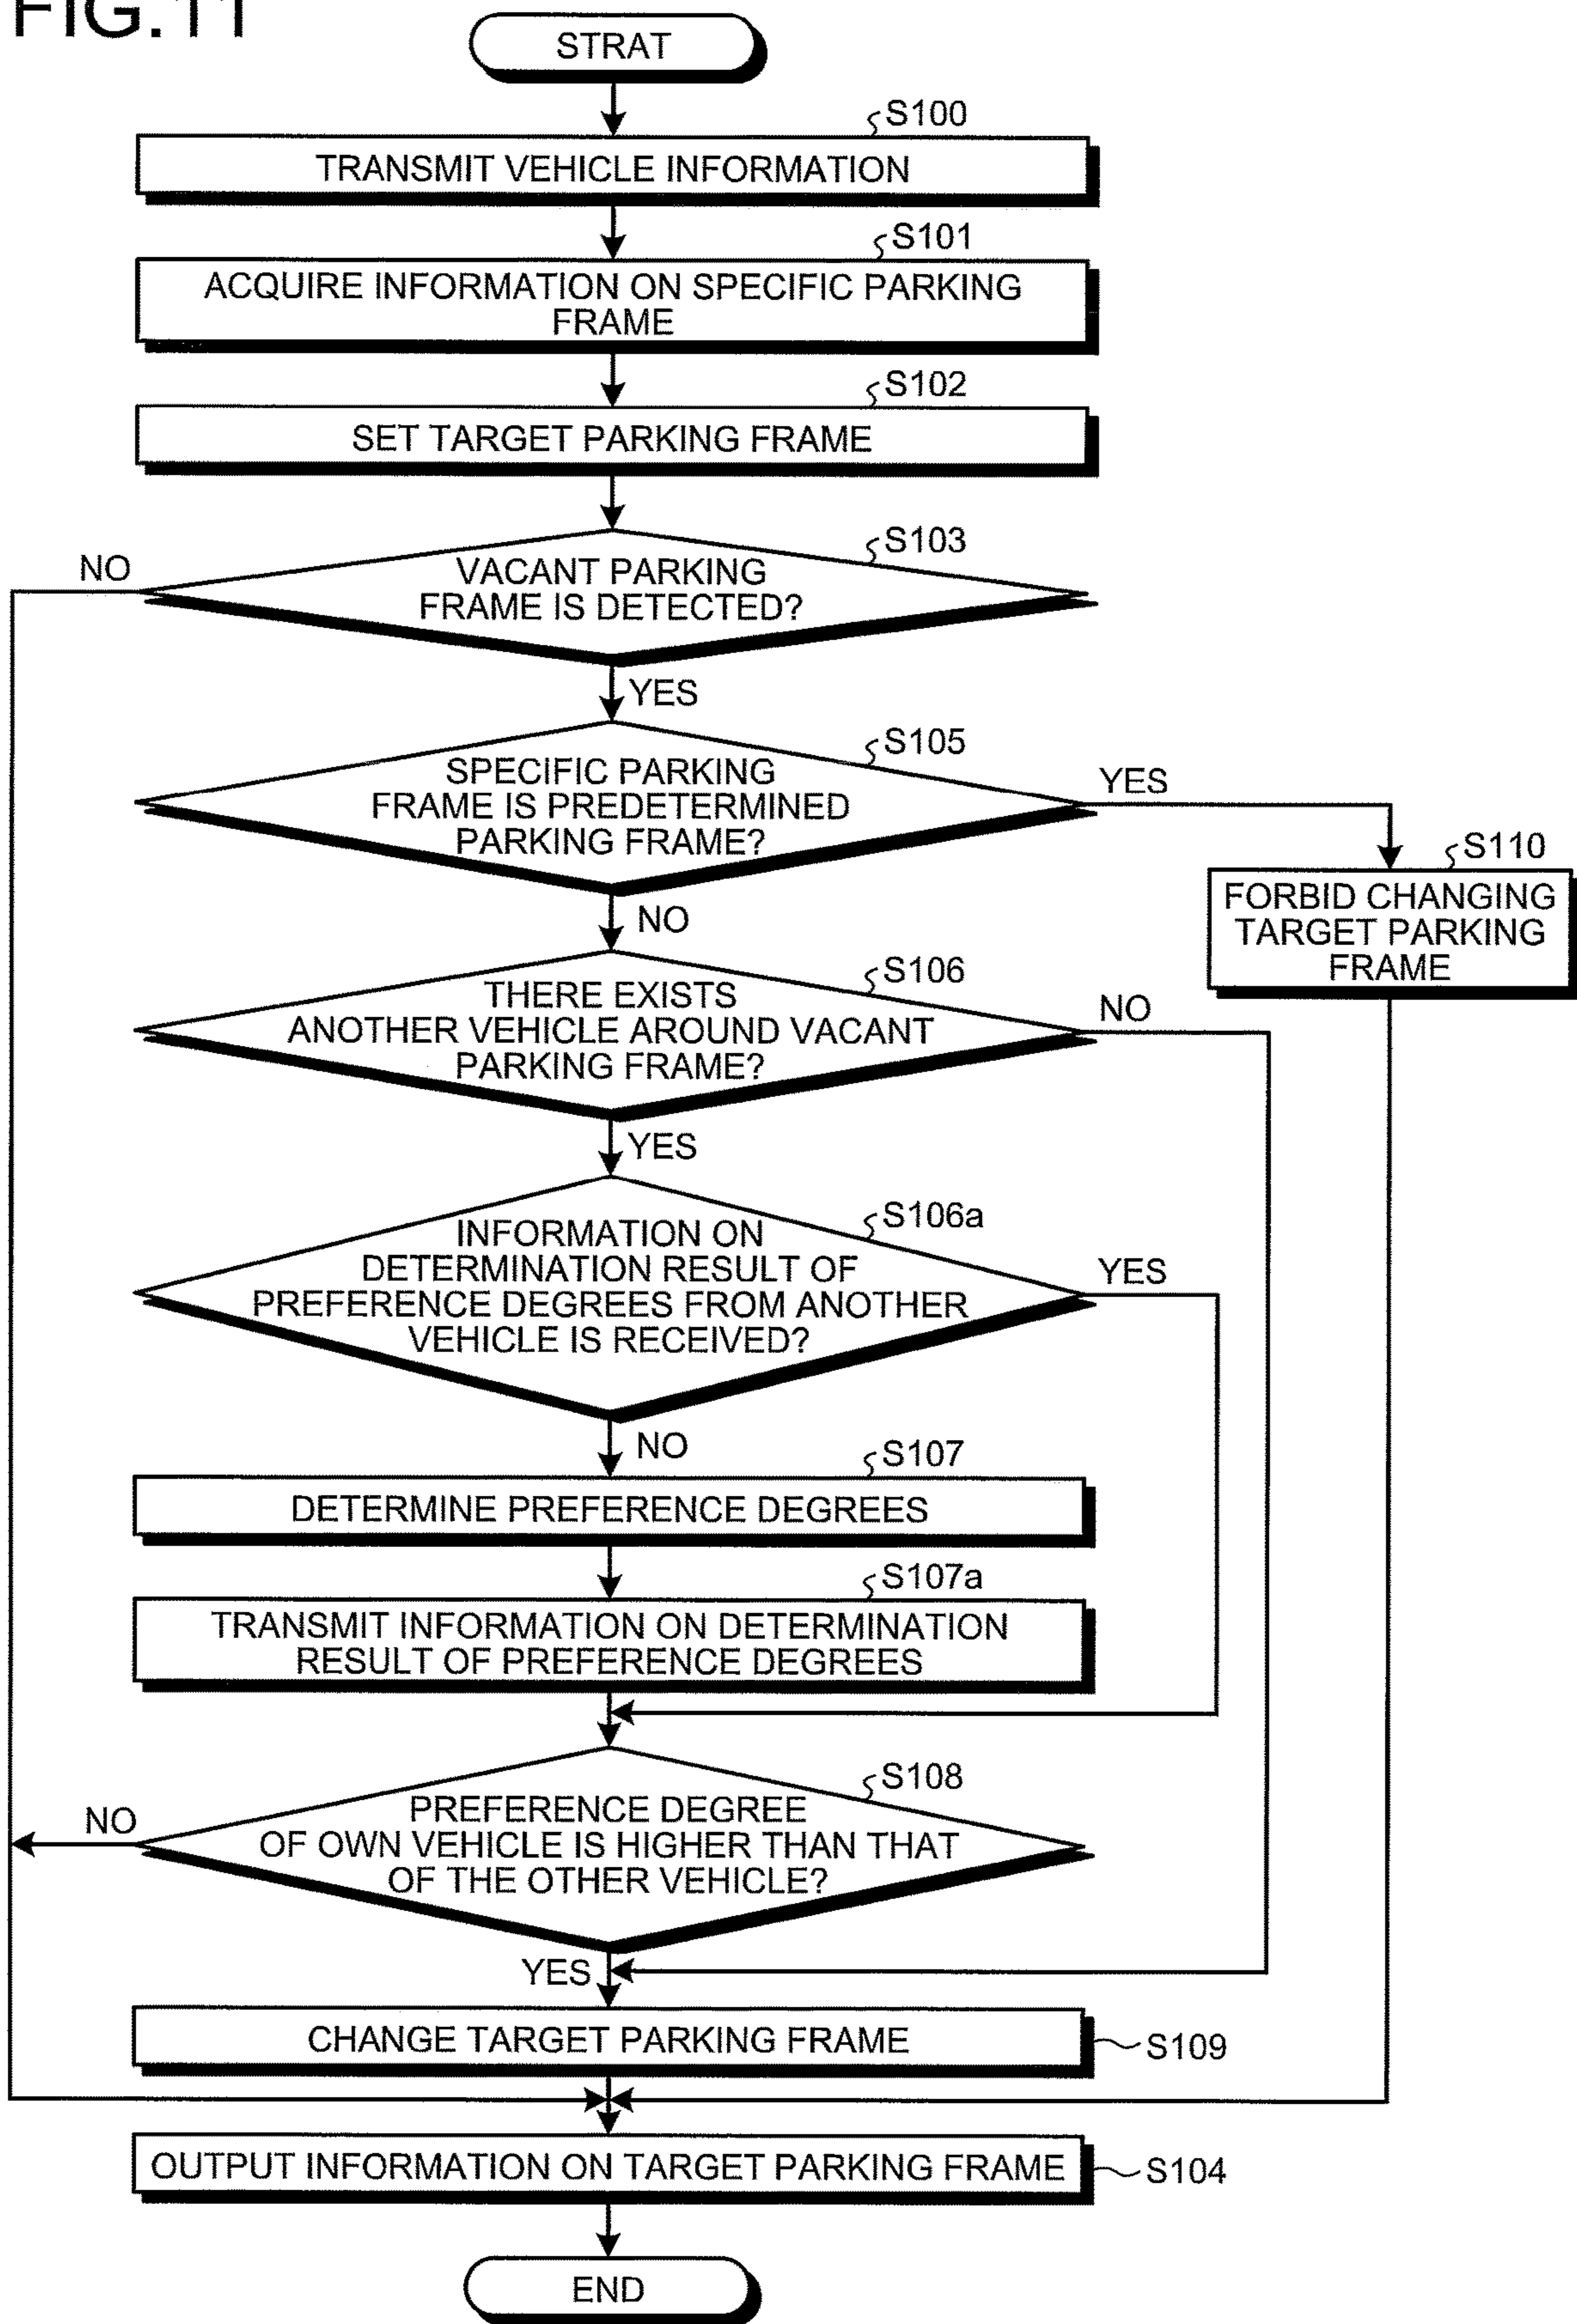 FIG.11
STRAT
S100
TRANSMIT VEHICLE INFORMATION
S101
ACQUIRE INFORMATION ON SPECIFIC PARKING
FRAME
S102
SET TARGET PARKING FRAME
S103
NO
VACANT PARKING
FRAME IS DETECTED?
YES
S105
SPECIFIC PARKING
FRAME IS PREDETERMINED
PARKING FRAME?
YES
S110
FORBID CHANGING
TARGET PARKING
FRAME
NO
S106
THERE EXISTS
ANOTHER VEHICLE AROUND VACANT
PARKING FRAME?
NO
YES
S106a
INFORMATION ON
DETERMINATION RESULT OF
PREFERENCE DEGREES FROM ANOTHER
VEHICLE IS RECEIVED?
YES
NO
S107
DETERMINE PREFERENCE DEGREES
S107a
TRANSMIT INFORMATION ON DETERMINATION
RESULT OF PREFERENCE DEGREES
S108
NO
PREFERENCE DEGREE
OF OWN VEHICLE IS HIGHER THAN THAT
OF THE OTHER VEHICLE?
YES
CHANGE TARGET PARKING FRAME
S109
OUTPUT INFORMATION ON TARGET PARKING FRAME
S104
END